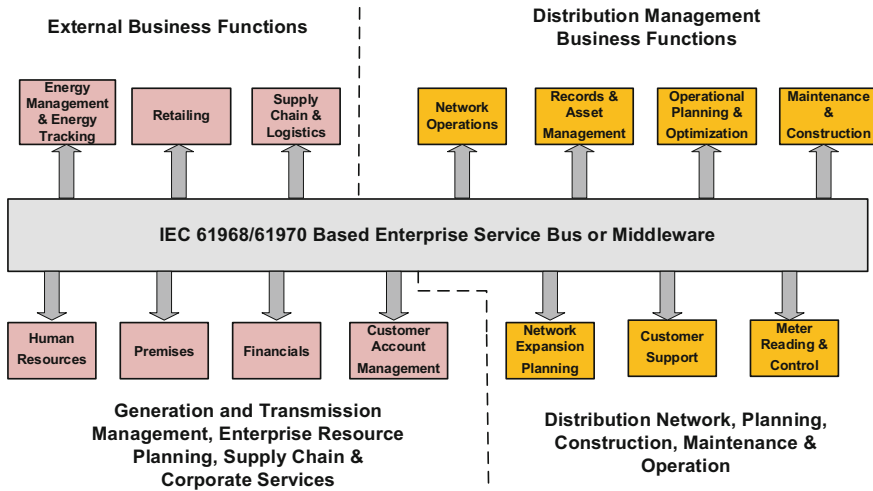 External Business Functions
Distribution Management
Business Functions
Energy
Management
& Energy
Tracking
Retailing
Supply
Chain &
Logistics
Network
Operations
Records &
Asset
Management
Operational
Planning &
Optimization
Maintenance
&
Construction
IEC 61968/61970 Based Enterprise Service Bus or Middleware
Human
Resources
Premises
Financials
Customer
Account
Management
Network
Expansion
Planning
Customer
Support
Meter
Reading &
Control
Generation and Transmission
Management, Enterprise Resource
Planning, Supply Chain &
Corporate Services
Distribution Network, Planning,
Construction, Maintenance &
Operation